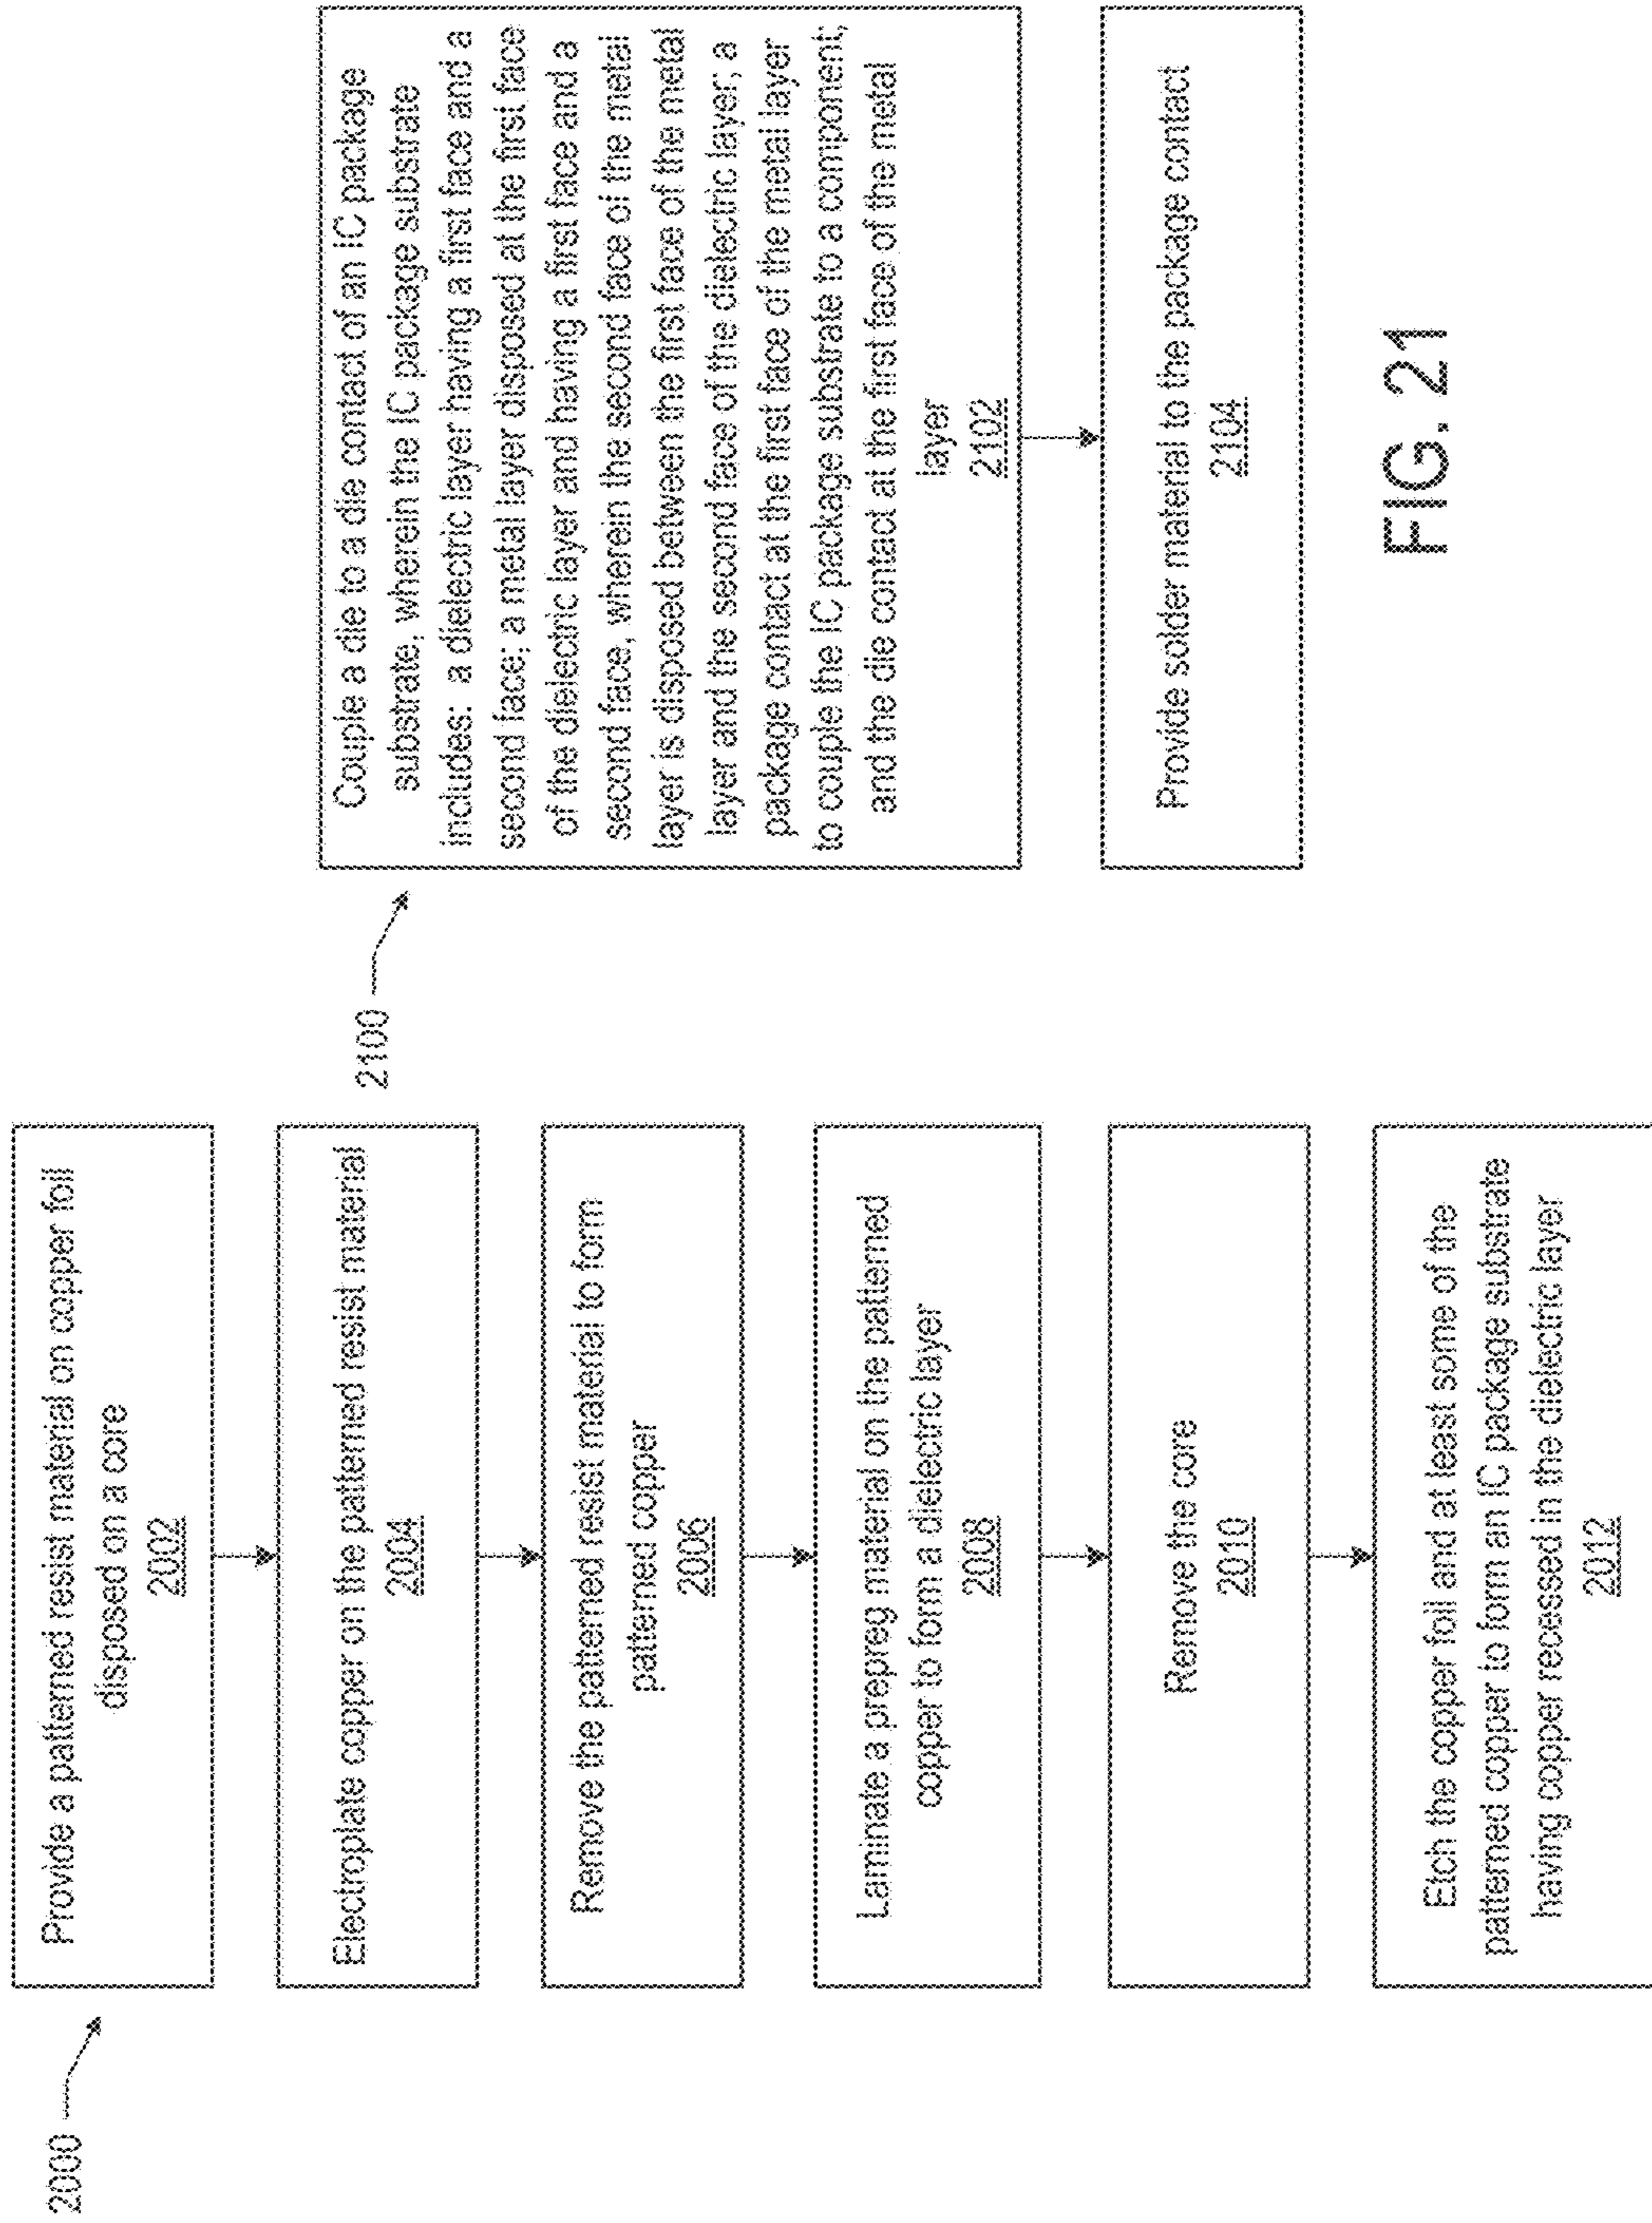 2000
Provide a patterned resist material on copper foil
disposed on a core
2002
Electroplate copper on the patterned resist material
2004
Remove the patterned resist material to form
patterned copper
2006
Laminate a prepreg material on the patterned
copper to form a dielectric layer
2008
Remove the core
2010
Etch the copper foil and at least some of the
patterned copper to form an IC package substrate
having copper recessed in the dielectric layer
2012
2100
Couple a die to a die contact of an IC package
substrate, wherein the IC package substrate
includes: a dielectric layer having a first face and a
second face; a metal layer disposed at the first face
of the dielectric layer and having a first face and a
second face, wherein the second face of the metal
layer is disposed between the first face of the metal
layer and the second face of the dielectric layer; a
package contact at the first face of the metal layer
to couple the IC package substrate to a component;
and the die contact at the first face of the metal
layer
2102
Provide solder material to the package contact
2104
FIG. 21